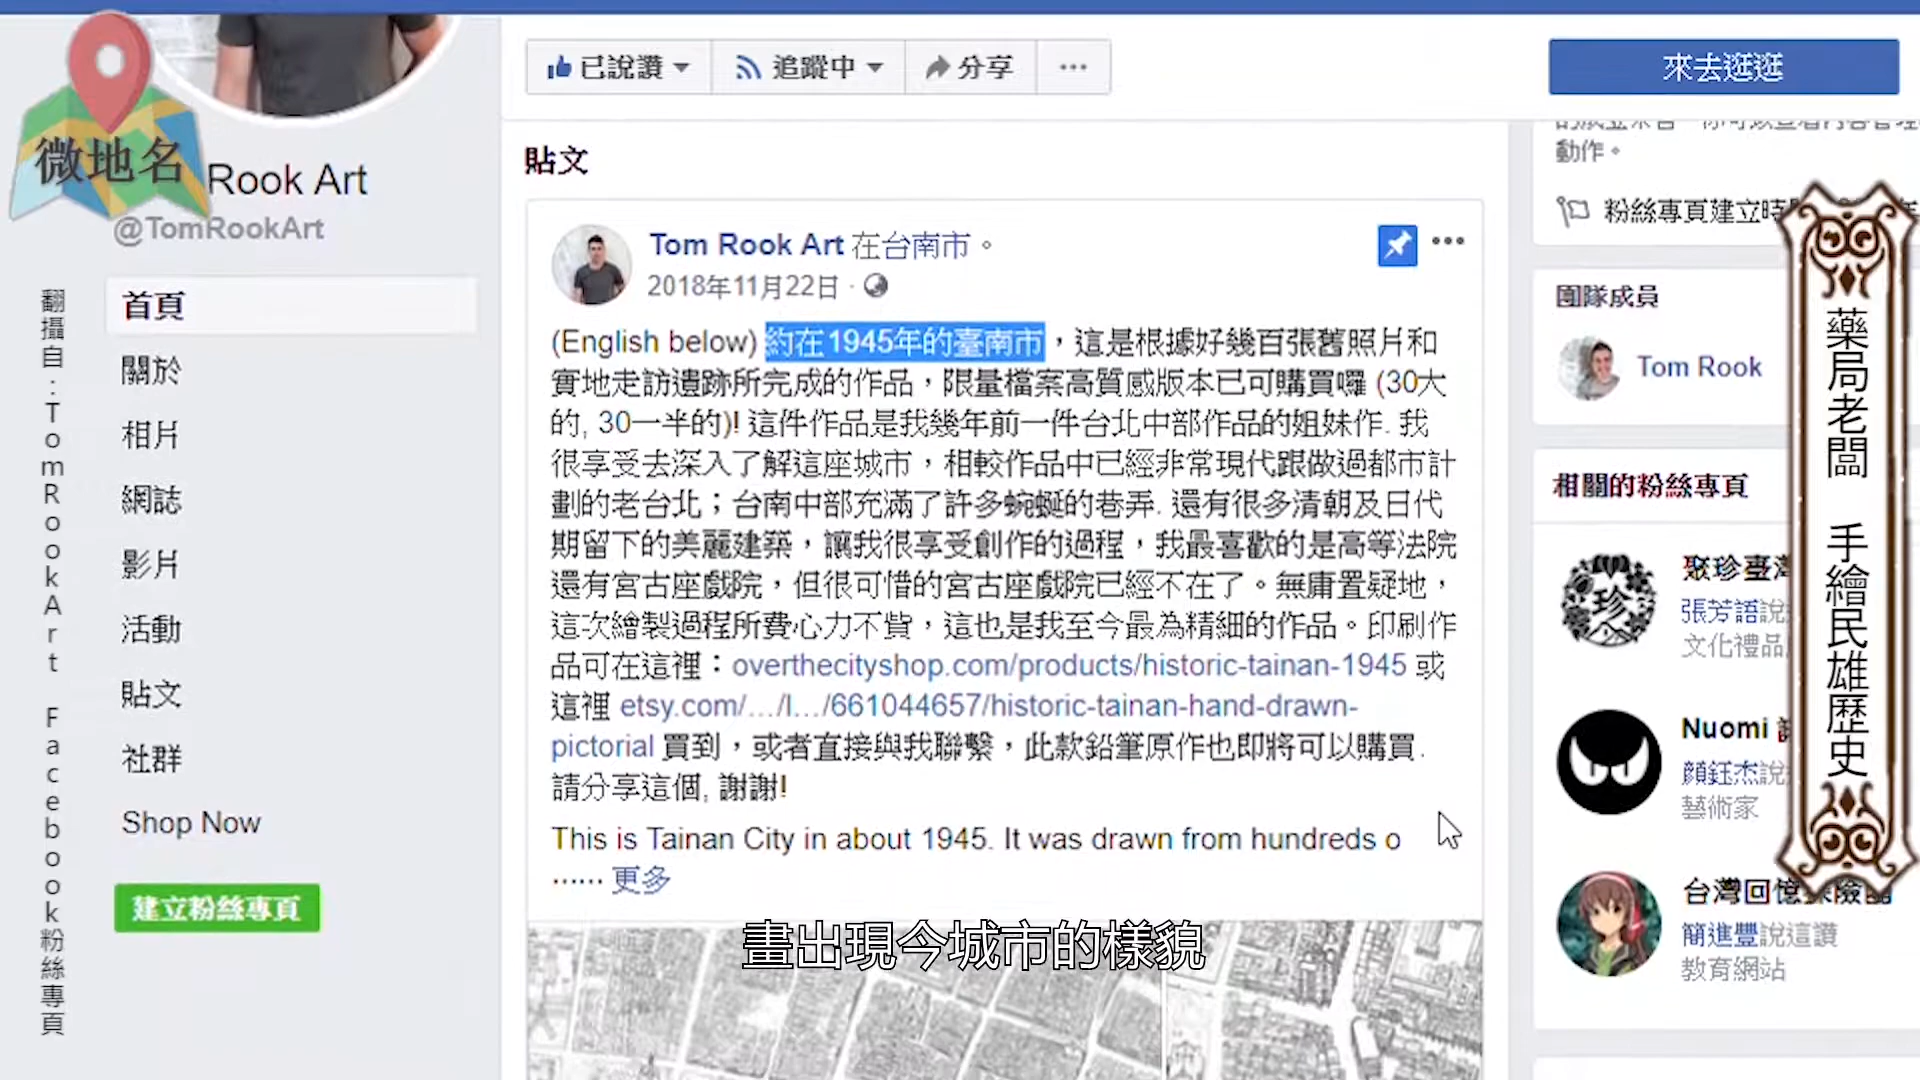 微地名
Rook Art
@TomRookArt
翻攝自:TomRookArt Facebook粉絲專頁
首頁
關於
相片
網誌
影片
活動
貼文
社群
Shop Now
建立粉絲專頁
已說讚
追蹤中
分享
來去逛逛
貼文
Tom Rook Art 在台南市。
2018年11月22日
(English below) 約在1945年的臺南市，這是根據好幾百張舊照片和
實地走訪遺跡所完成的作品，限量檔案高質感版本已可購買囉 (30大
的, 30一半的)! 這件作品是我幾年前一件台北中部作品的姐妹作. 我
很享受去深入了解這座城市，相較作品中已經非常現代跟做過都市計
劃的老台北；台南中部充滿了許多蜿蜒的巷弄. 還有很多清朝及日代
期留下的美麗建築，讓我很享受創作的過程，我最喜歡的是高等法院
還有宮古座戲院，但很可惜的宮古座戲院已經不在了。無庸置疑地，
這次繪製過程所費心力不貲，這也是我至今最為精細的作品。印刷作
品可在這裡：overthecityshop.com/products/historic-tainan-1945 或
這裡 etsy.com/…/l…/661044657/historic-tainan-hand-drawn-
pictorial 買到，或者直接與我聯繫，此款鉛筆原作也即將可以購買.
請分享這個, 謝謝!
This is Tainan City in about 1945. It was drawn from hundreds o
…… 更多
畫出現今城市的樣貌
動作。
粉絲專頁建立時
團隊成員
Tom Rook
相關的粉絲專頁
聚珍臺灣
張芳語說
文化禮品
Nuomi
顏鈺杰說
藝術家
台灣回憶探險團
簡進豐說這讚
教育網站
藥局老闆 手繪民雄歷史